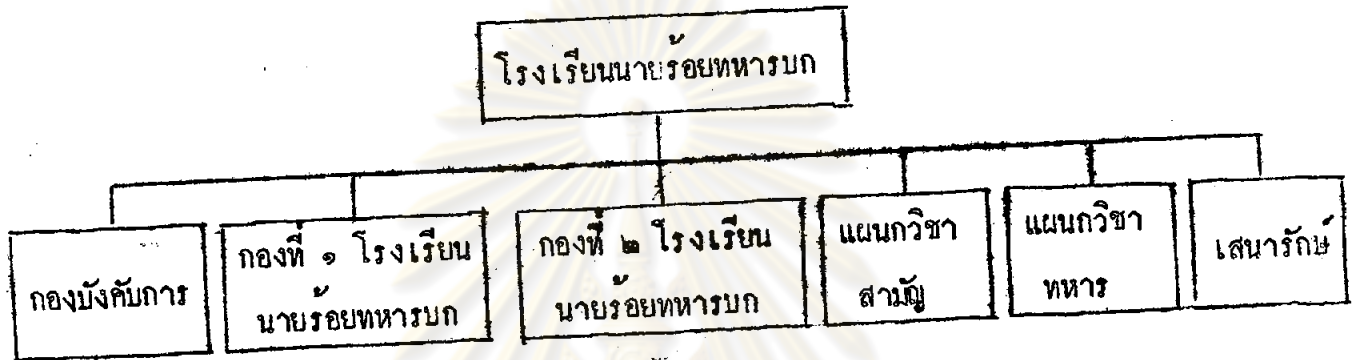 โรงเรียนนายร้อยทหารบก
กองบังคับการ
กองที่ ๑ โรงเรียน
นายร้อยทหารบก
กองที่ ๒ โรงเรียน
นายร้อยทหารบก
แผนกวิชา
สามัญ
แผนกวิชา
ทหาร
เสนารักษ์